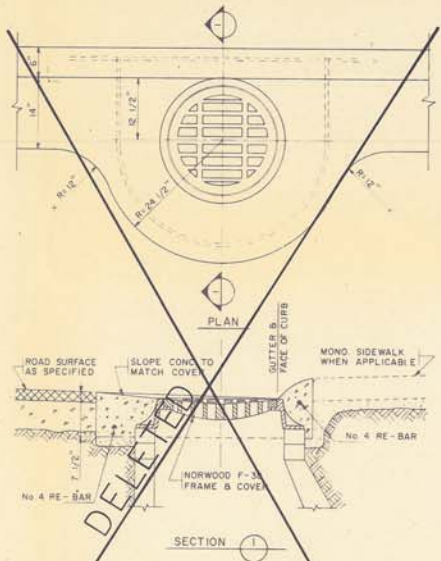 1
6"
14"
12 1/2"
R=12"
R=24 1/2"
R=12"
1
PLAN
ROAD SURFACE
AS SPECIFIED
SLOPE CONC. TO
MATCH COVER
GUTTER &
FACE OF CURB
MONO. SIDEWALK
WHEN APPLICABLE
7 1/2"
No. 4 RE-BAR
No. 4 RE-BAR
DELETED
NORWOOD
FRAME & COVER
SECTION 1